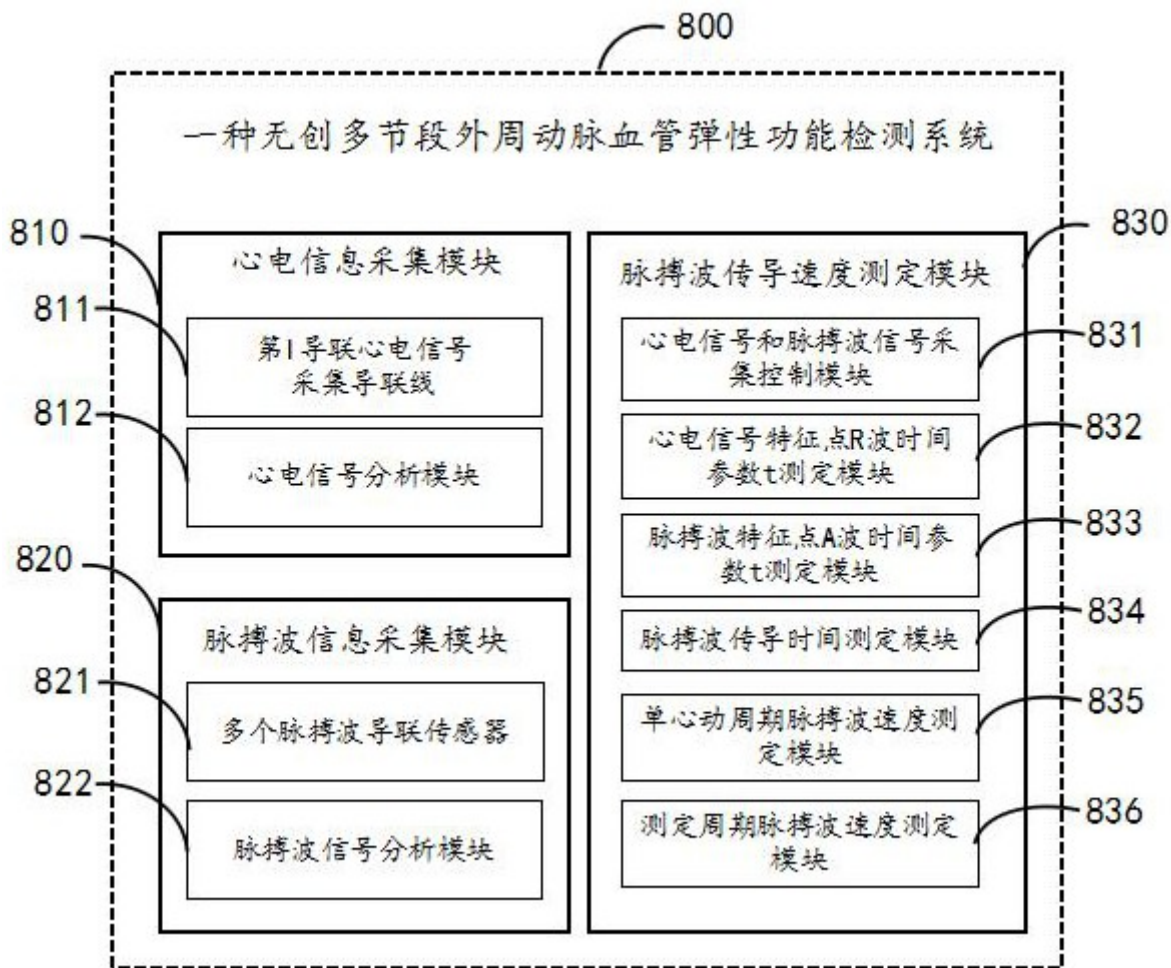 800
一种无创多节段外周动脉血管弹性功能检测系统
810
心电信息采集模块
811
第I导联心电信号
采集导联线
812
心电信号分析模块
820
脉搏波信息采集模块
821
多个脉搏波导联传感器
822
脉搏波信号分析模块
830
脉搏波传导速度测定模块
831
心电信号和脉搏波信号采
集控制模块
832
心电信号特征点R波时间
参数t测定模块
833
脉搏波特征点A波时间参
数t测定模块
834
脉搏波传导时间测定模块
835
单心动周期脉搏波速度测
定模块
836
测定周期脉搏波速度测定
模块